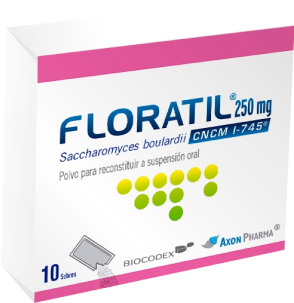 FLORATIL® 250 mg
Saccharomyces boulardii CNCM I-745®
Polvo para reconstituir a suspensión oral
10 Sobres
BIOCODEX
AXON PHARMA®